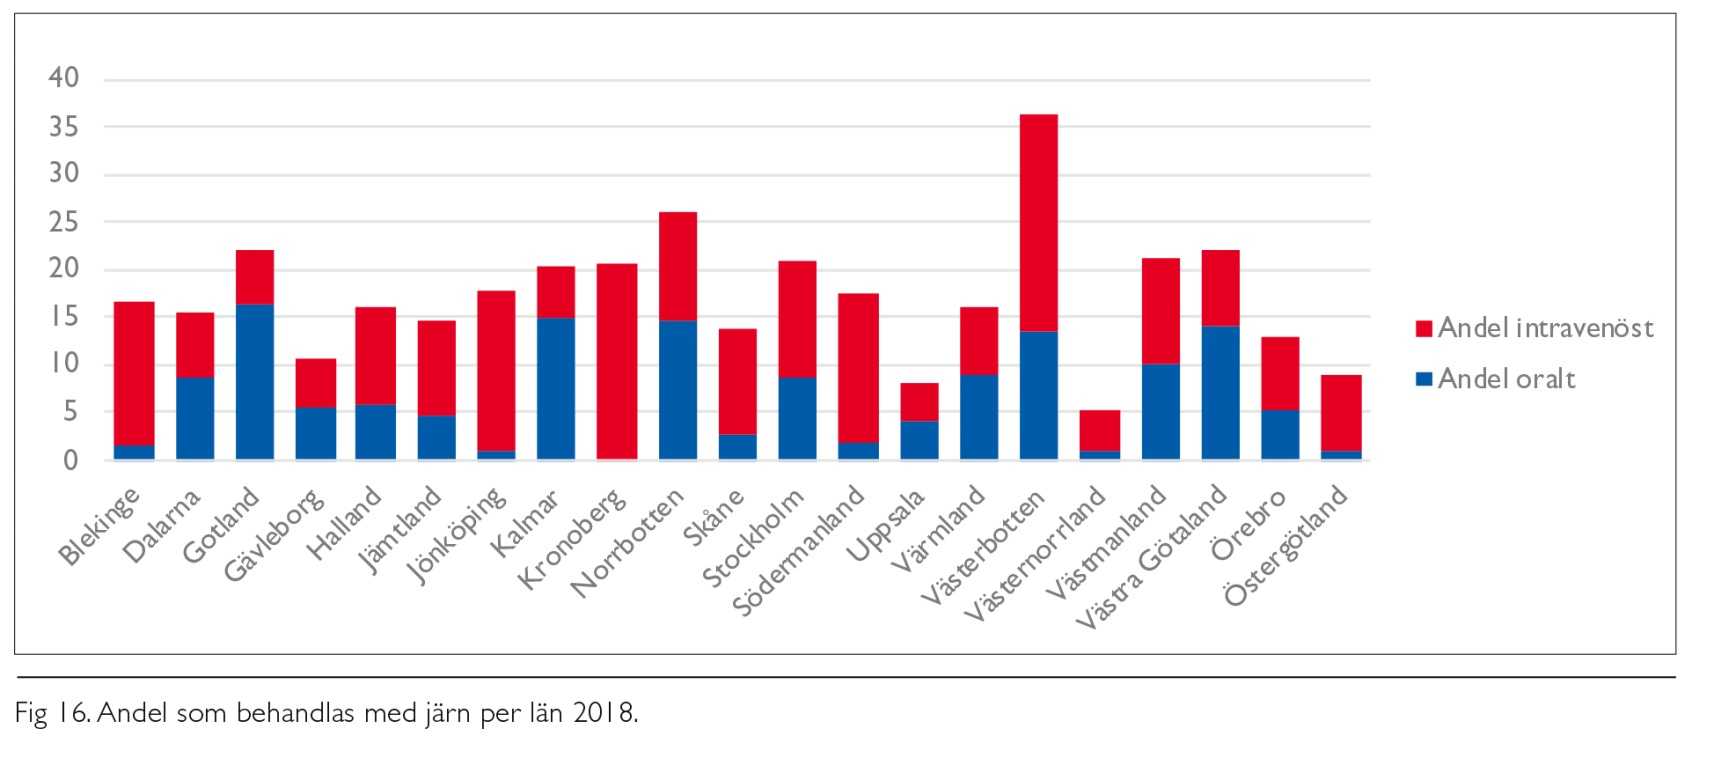 40
35
30
25
20
15
10
5
0
Blekinge
Dalarna
Gotland
Gävleborg
Halland
Jämtland
Jönköping
Kalmar
Kronoberg
Norrbotten
Skåne
Stockholm
Södermanland
Uppsala
Värmland
Västerbotten
Västernorrland
Västmanland
Västra Götaland
Örebro
Östergötland
Andel intravenöst
Andel oralt
Fig 16. Andel som behandlas med järn per län 2018.